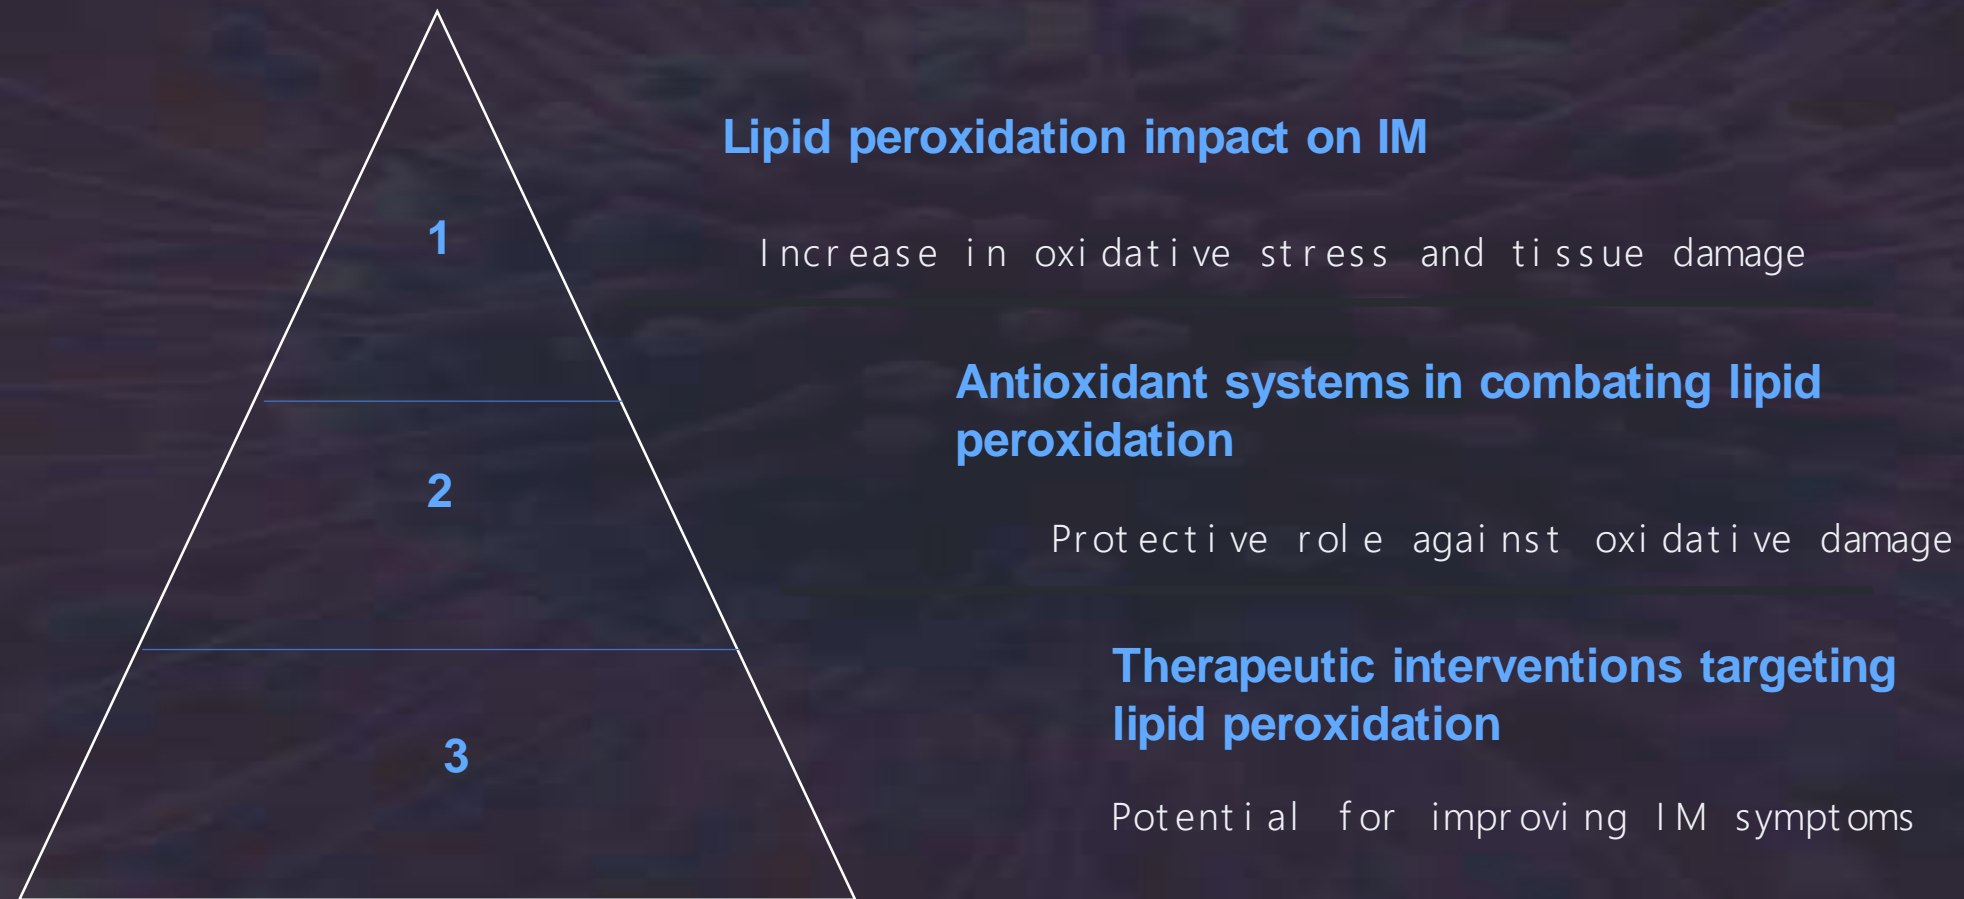 Lipid peroxidation impact on IM
1
Increase in oxidative stress and tissue damage
Antioxidant systems in combating lipid
peroxidation
2
Protective role against oxidative damage
Therapeutic interventions targeting
lipid peroxidation
3
Potential for improving IM symptoms